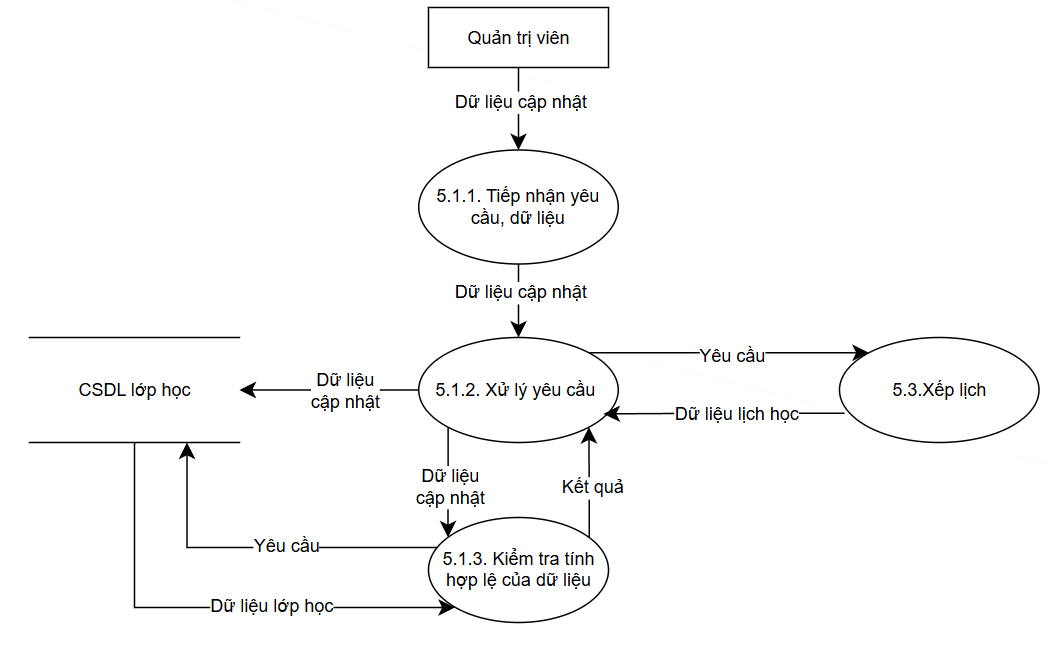 Quản trị viên
Dữ liệu cập nhật
5.1.1. Tiếp nhận yêu
cầu, dữ liệu
Dữ liệu cập nhật
Yêu cầu
CSDL lớp học
Dữ liệu
cập nhật
5.1.2. Xử lý yêu cầu
5.3.Xếp lịch
Dữ liệu lịch học
Dữ liệu
cập nhật
Kết quả
Yêu cầu
5.1.3. Kiểm tra tính
hợp lệ của dữ liệu
Dữ liệu lớp học